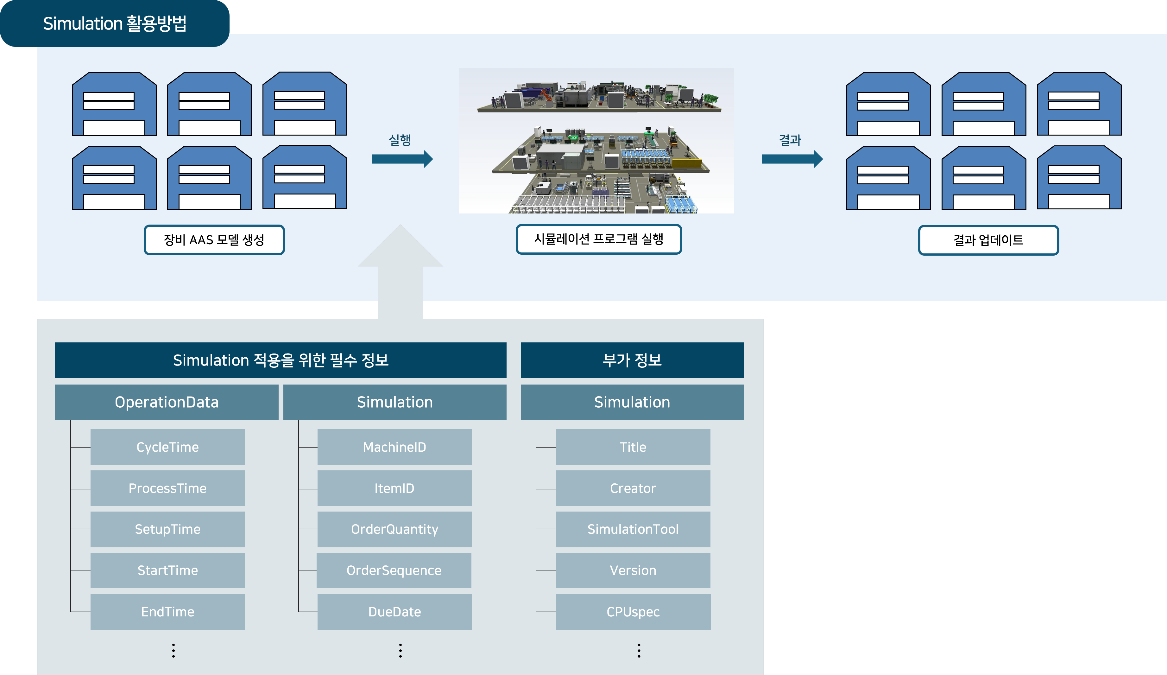 Simulation 활용방법
실행
결과
장비 AAS 모델 생성
시뮬레이션 프로그램 실행
결과 업데이트
Simulation 적용을 위한 필수 정보
부가 정보
OperationData
Simulation
Simulation
CycleTime
MachineID
Title
ProcessTime
ItemID
Creator
SetupTime
OrderQuantity
SimulationTool
StartTime
OrderSequence
Version
EndTime
DueDate
CPUspec